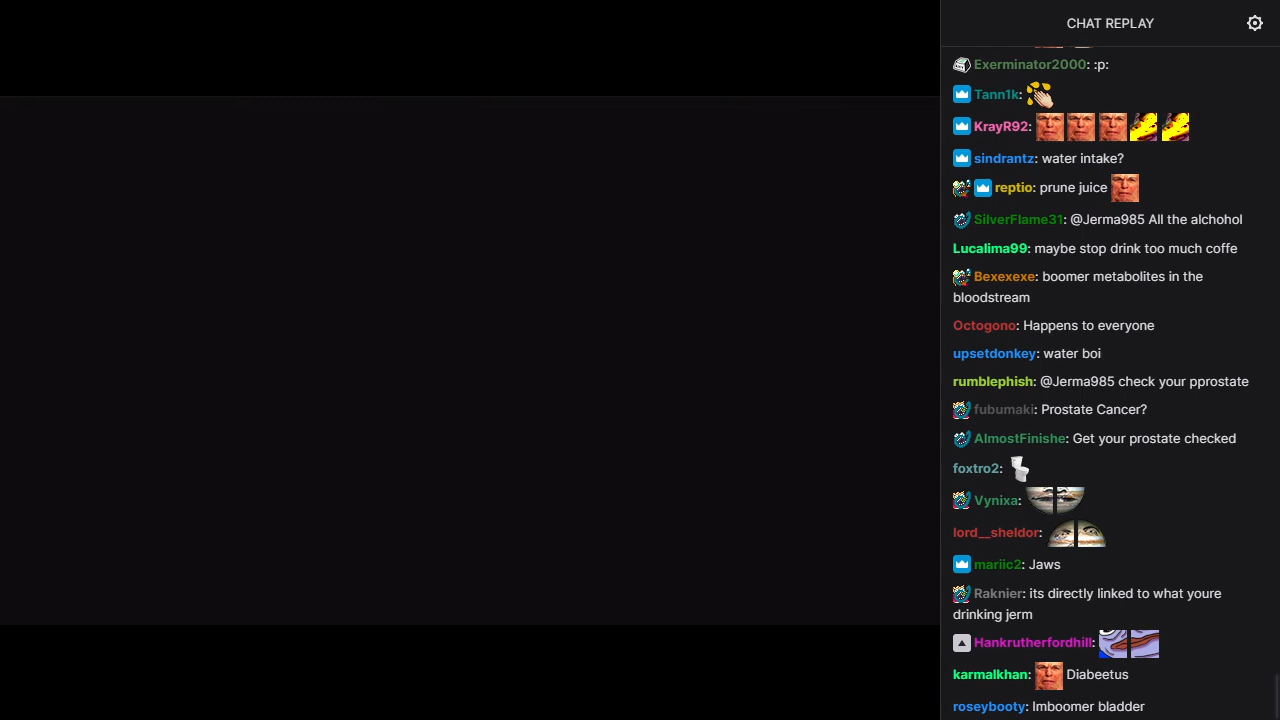 CHAT REPLAY
Exerminator2000: :p:
Tann1k:
KrayR92:
sindrantz: water intake?
reptio: prune juice
SilverFlame31: @Jerma985 All the alchohol
Lucalima99: maybe stop drink too much coffe
Bexexexe: boomer metabolites in the
bloodstream
Octogono: Happens to everyone
upsetdonkey: water boi
rumblephish: @Jerma985 check your pprostate
fubumaki: Prostate Cancer?
AlmostFinishe: Get your prostate checked
foxtro2:
Vynixa:
lord__sheldor:
mariic2: Jaws
Raknier: its directly linked to what youre
drinking jerm
Hankrutherfordhill:
karmalkhan: Diabeetus
roseybooty: Imboomer bladder